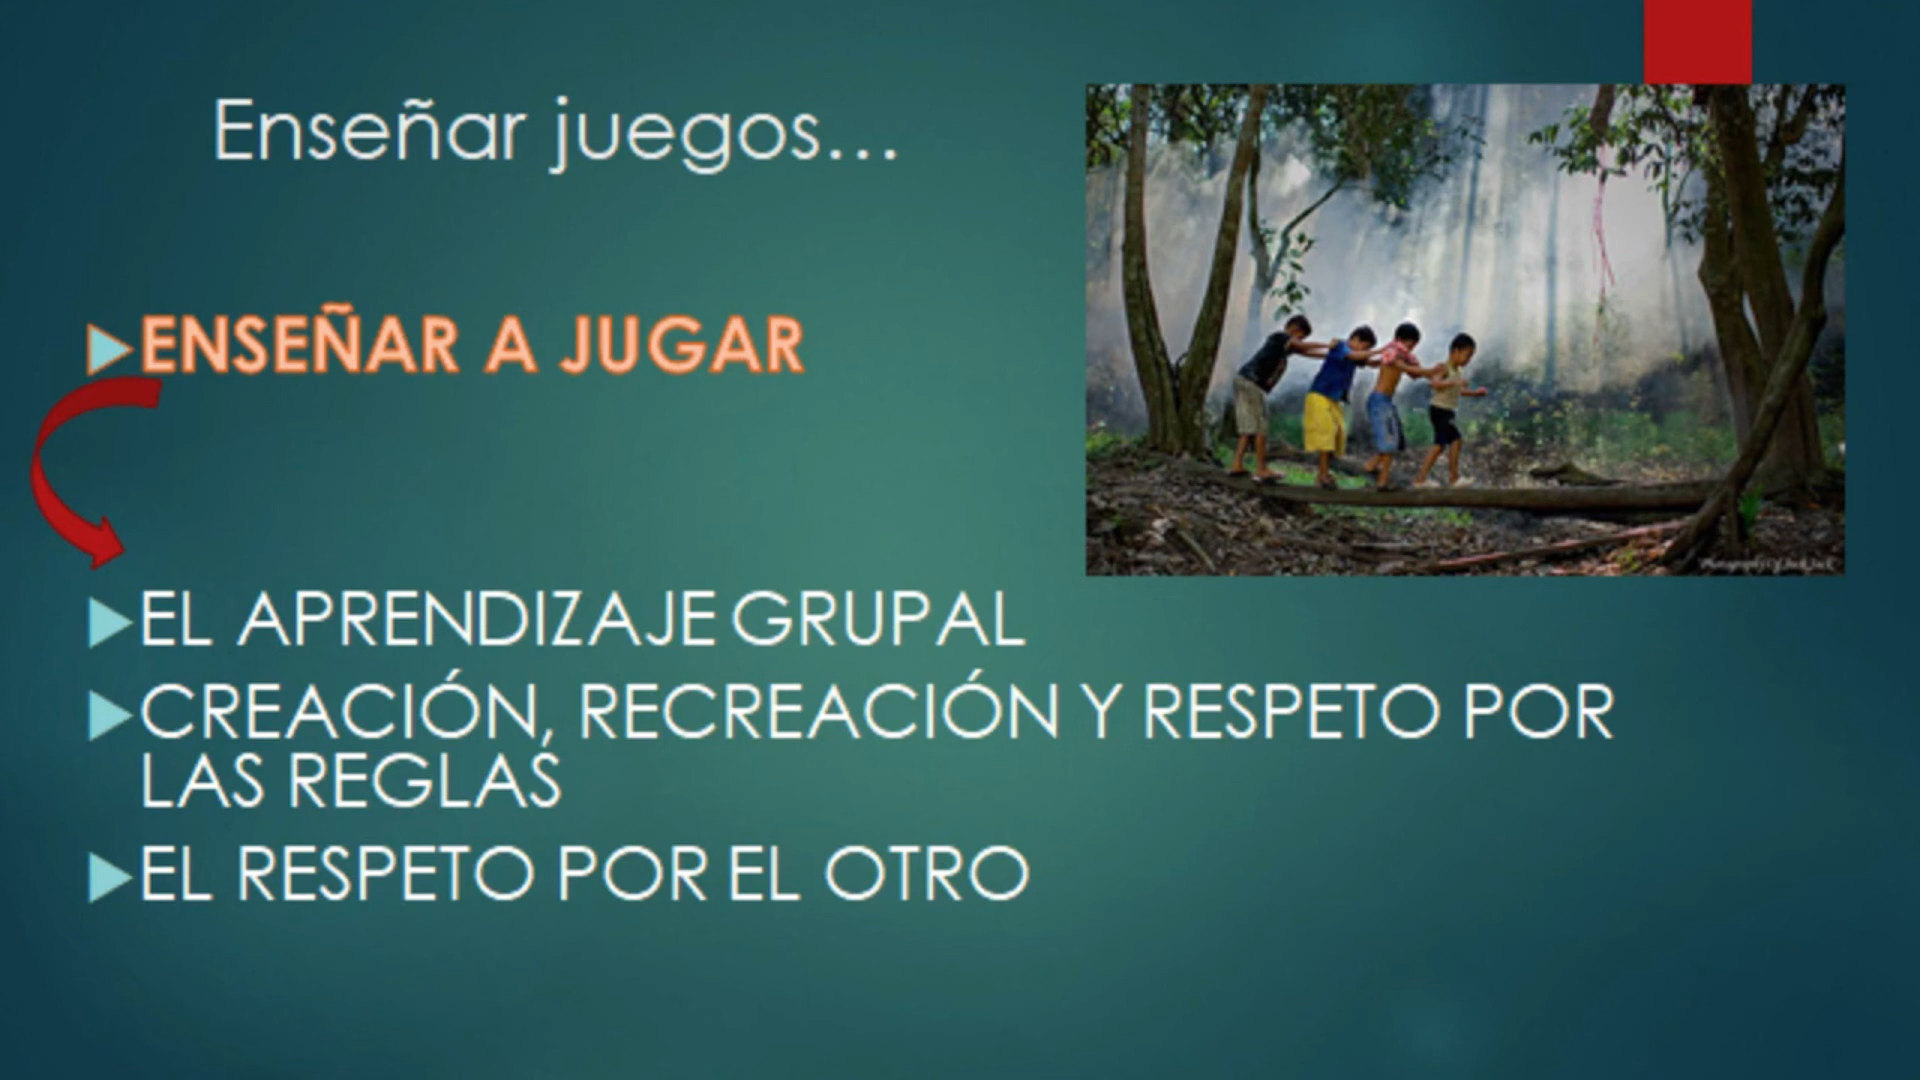 Enseñar juegos...
ENSEÑAR A JUGAR
EL APRENDIZAJE GRUPAL
CREACIÓN, RECREACIÓN Y RESPETO POR
LAS REGLAS
EL RESPETO POR EL OTRO